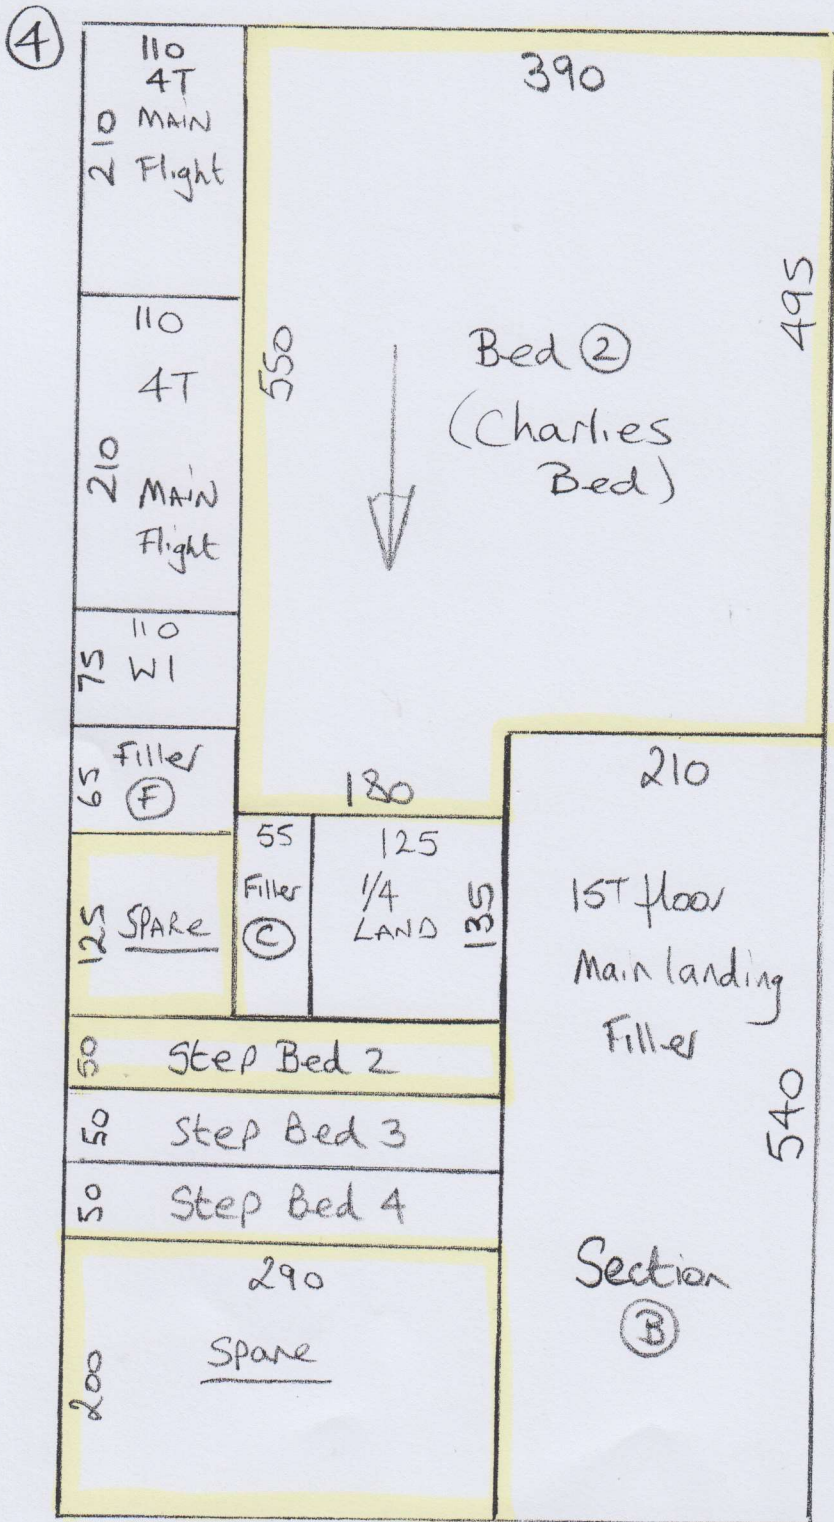 4
110
4T
MAIN
Flight
210
390
550
495
Bed 2
(Charlies
Bed)
110
4T
210
MAIN
Flight
110
75
W1
65
Filler
F
180
210
55
Filler
C
125
1/4
LAND
135
125
SPARE
1ST floor
Main landing
Filler
540
Section
B
50
Step Bed 2
50
Step Bed 3
50
Step Bed 4
290
200
Spare